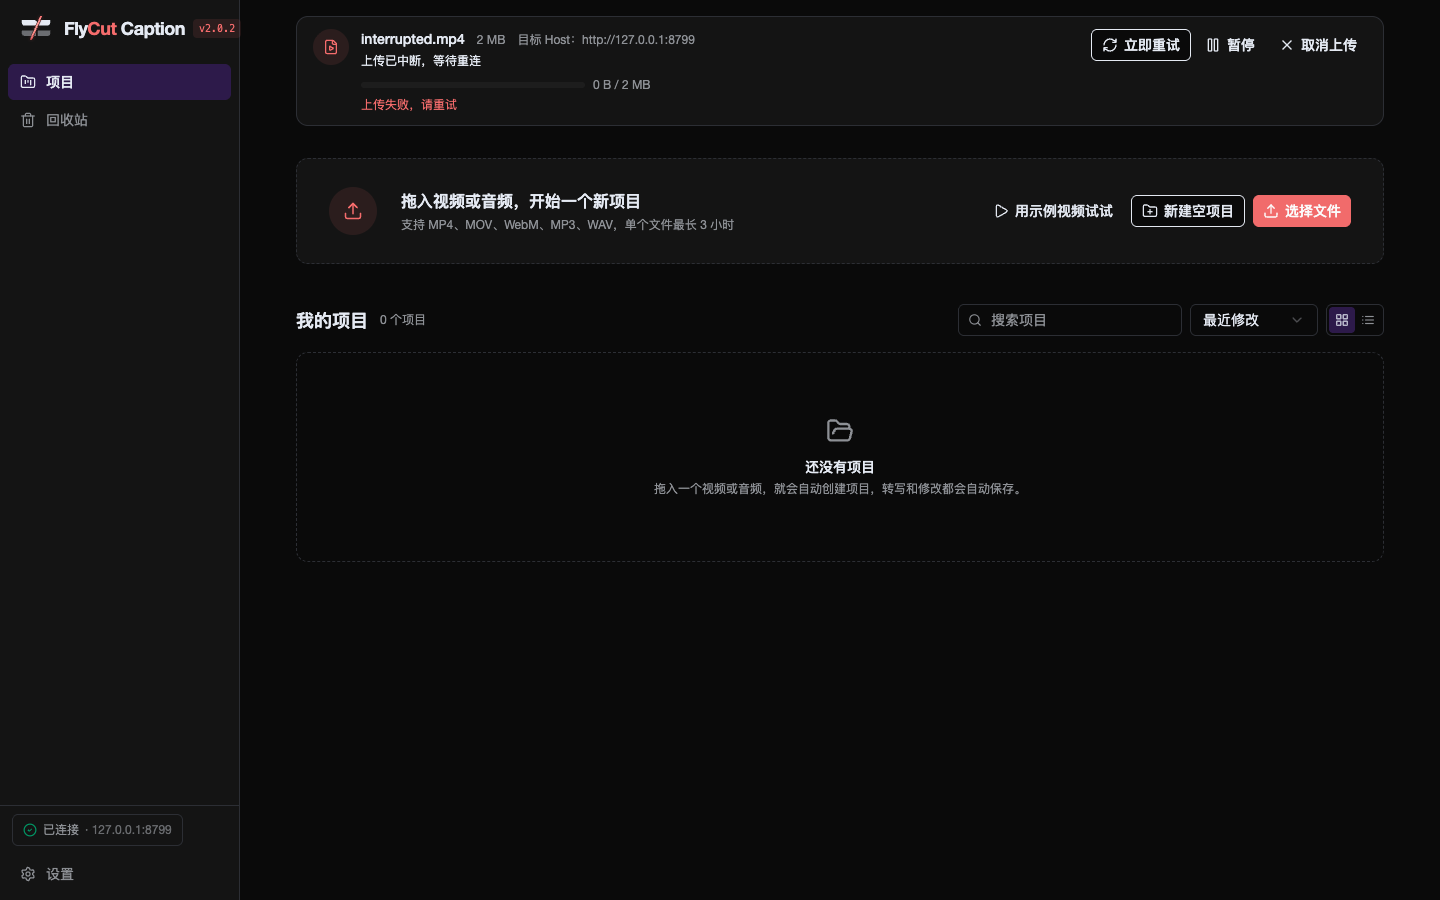 FlyCut Caption v2.0.2
项目
回收站
interrupted.mp4 2 MB 目标 Host: http://127.0.0.1:8799
上传已中断，等待重连
0 B / 2 MB
上传失败，请重试
立即重试 暂停 取消上传
拖入视频或音频，开始一个新项目
支持 MP4、MOV、WebM、MP3、WAV，单个文件最长 3 小时
用示例视频试试 新建空项目 选择文件
我的项目 0 个项目
搜索项目 最近修改
还没有项目
拖入一个视频或音频，就会自动创建项目，转写和修改都会自动保存。
已连接 · 127.0.0.1:8799
设置